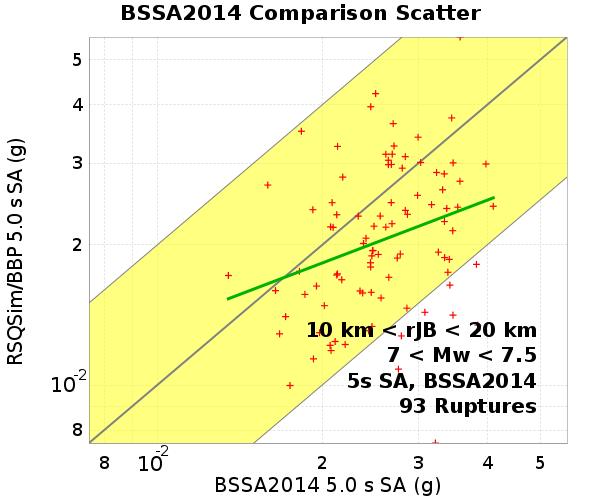 BSSA2014 Comparison Scatter
RSQSim/BBP 5.0 s SA (g)
5
4
3
2
10-2
8
10 km < rJB < 20 km
7 < Mw < 7.5
5s SA, BSSA2014
93 Ruptures
8 10-2 2 3 4 5
BSSA2014 5.0 s SA (g)